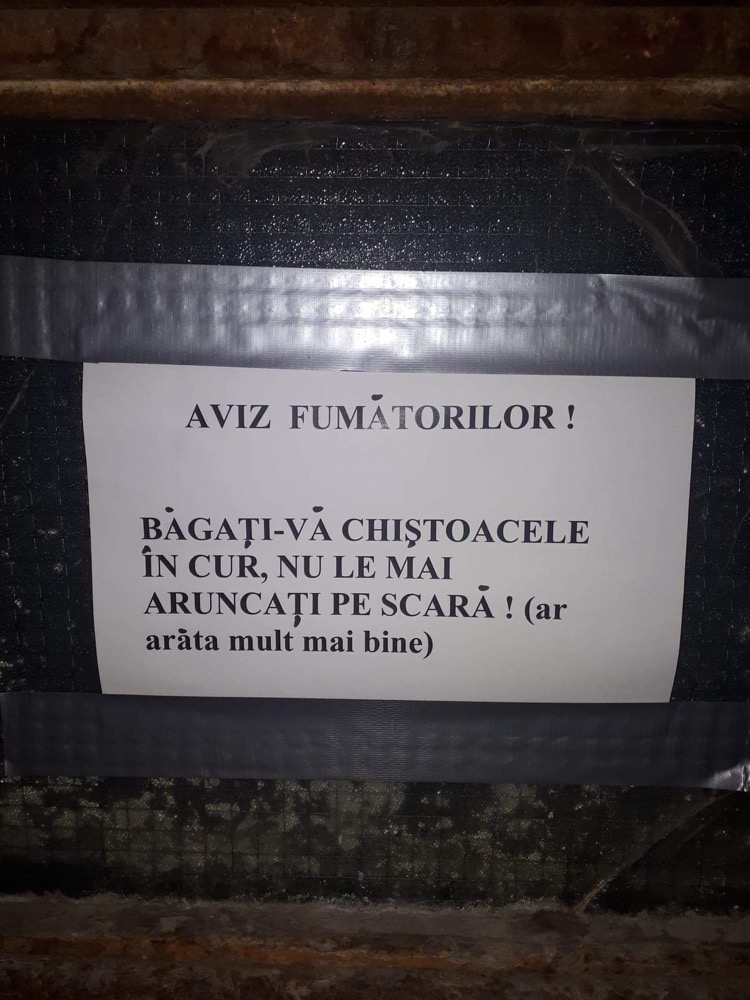 AVIZ FUMĂTORILOR !
BĂGAȚI-VĂ CHIȘTOACELE
ÎN CUR, NU LE MAI
ARUNCAȚI PE SCARĂ ! (ar
arăta mult mai bine)